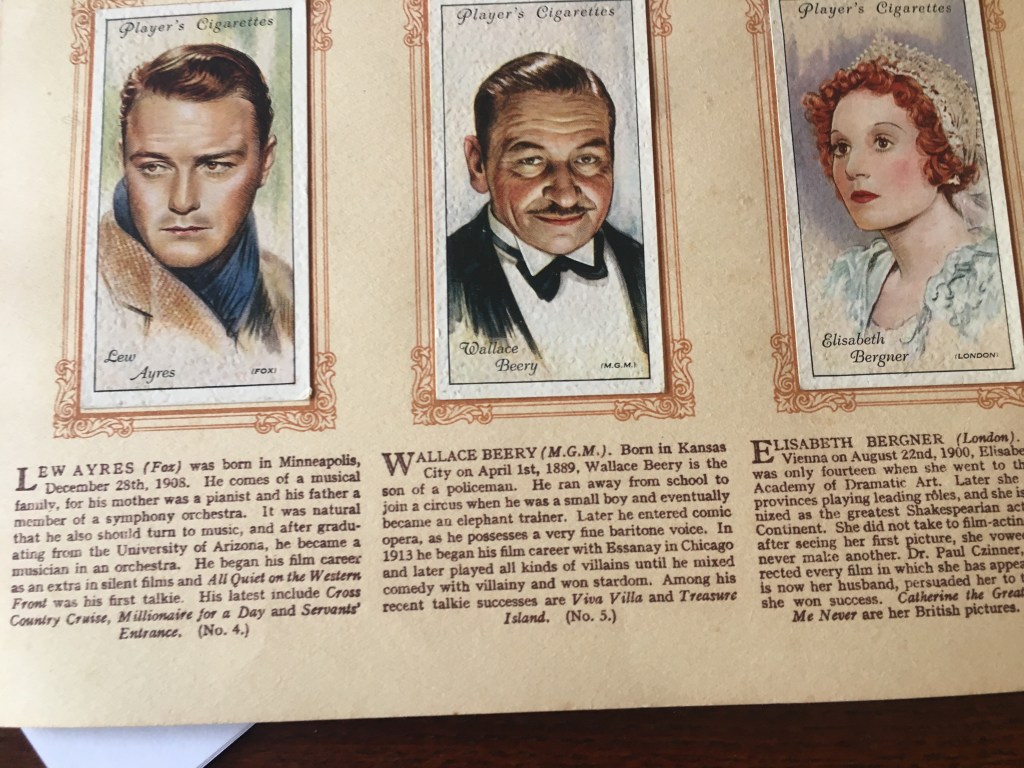 Player's Cigarettes
Lew
Ayres (FOX)
LEW AYRES (Fox) was born in Minneapolis,
December 28th, 1908. He comes of a musical
family, for his mother was a pianist and his father a
member of a symphony orchestra. It was natural
that he also should turn to music, and after gradu-
ating from the University of Arizona, he became a
musician in an orchestra. He began his film career
as an extra in silent films and All Quiet on the Western
Front was his first talkie. His latest include Cross
Country Cruise, Millionaire for a Day and Servants'
Entrance. (No. 4.)
Player's Cigarettes
Wallace
Beery (M.G.M.)
WALLACE BEERY (M.G.M.). Born in Kansas
City on April 1st, 1889, Wallace Beery is the
son of a policeman. He ran away from school to
join a circus when he was a small boy and eventually
became an elephant trainer. Later he entered comic
opera, as he possesses a very fine baritone voice. In
1913 he began his film career with Essanay in Chicago
and later played all kinds of villains until he mixed
comedy with villainy and won stardom. Among his
recent talkie successes are Viva Villa and Treasure
Island. (No. 5.)
Player's Cigarettes
Elisabeth
Bergner (LONDON)
ELISABETH BERGNER (London).
Vienna on August 22nd, 1900, Elisabe
was only fourteen when she went to th
Academy of Dramatic Art. Later she
provinces playing leading rôles, and she is
nized as the greatest Shakespearian act
Continent. She did not take to film-actin
after seeing her first picture, she vowe
never make another. Dr. Paul Czinner,
rected every film in which she has appea
is now her husband, persuaded her to
she won success. Catherine the Great
Me Never are her British pictures.